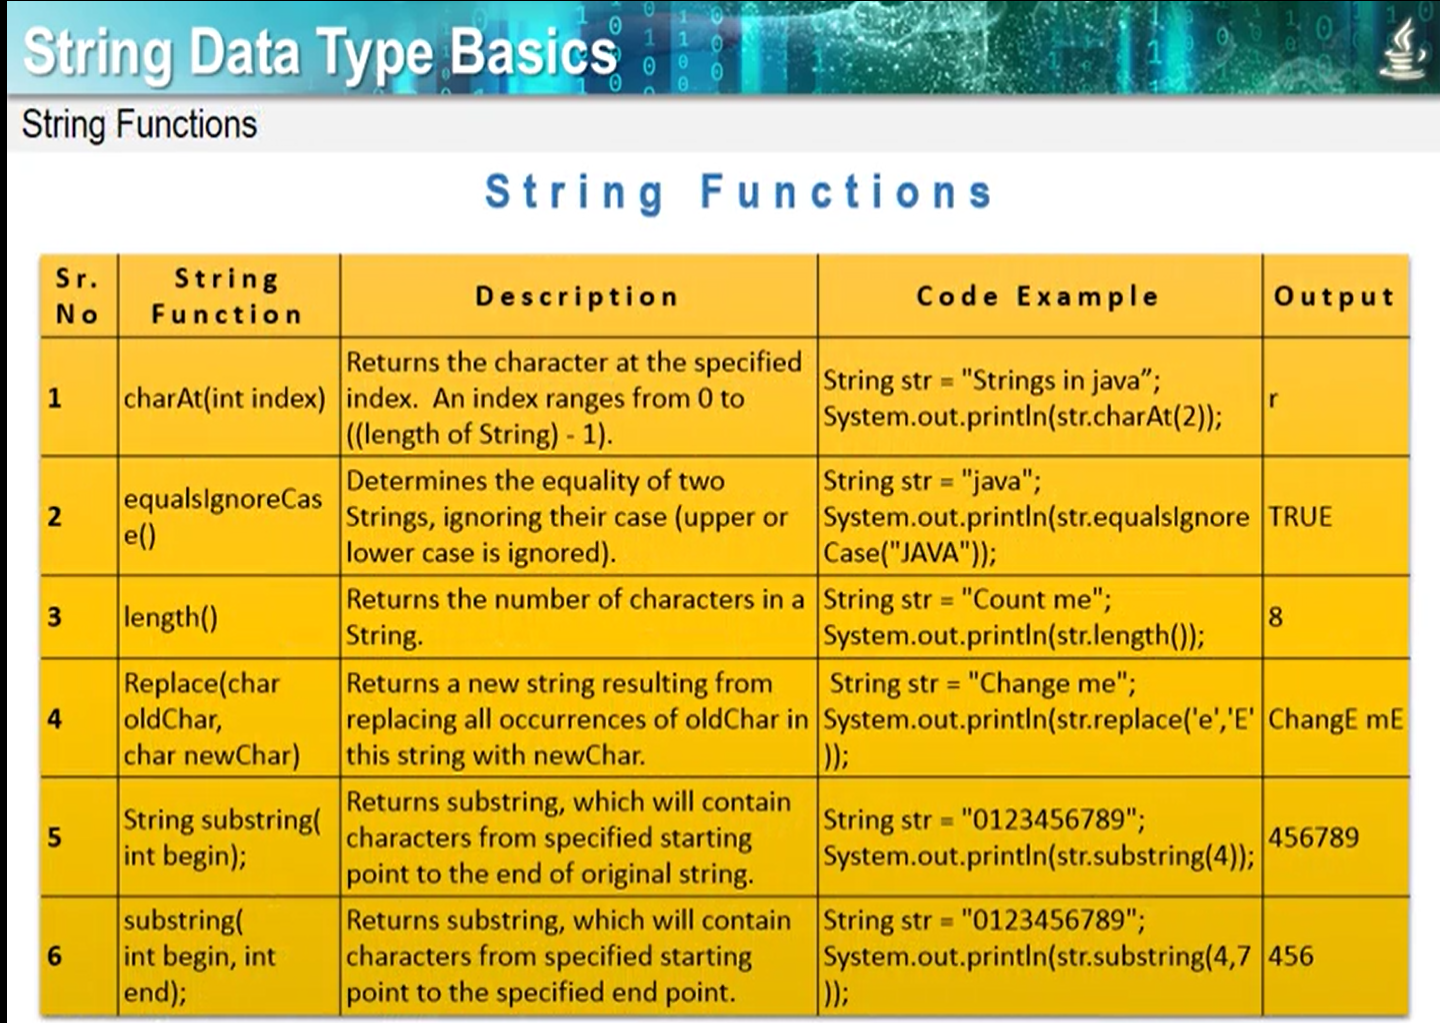 String Data Type Basics
String Functions
String Functions
Sr. No
String Function
Description
Code Example
Output
1
charAt(int index)
Returns the character at the specified
index.  An index ranges from 0 to
((length of String) - 1).
String str = "Strings in java”;
System.out.println(str.charAt(2));
r
2
equalsIgnoreCas
e()
Determines the equality of two
Strings, ignoring their case (upper or
lower case is ignored).
String str = "java";
System.out.println(str.equalsIgnore
Case("JAVA"));
TRUE
3
length()
Returns the number of characters in a
String.
String str = "Count me";
System.out.println(str.length());
8
4
Replace(char
oldChar,
char newChar)
Returns a new string resulting from
replacing all occurrences of oldChar in
this string with newChar.
String str = "Change me";
System.out.println(str.replace('e','E'
));
ChangE mE
5
String substring(
int begin);
Returns substring, which will contain
characters from specified starting
point to the end of original string.
String str = "0123456789";
System.out.println(str.substring(4));
456789
6
substring(
int begin, int
end);
Returns substring, which will contain
characters from specified starting
point to the specified end point.
String str = "0123456789";
System.out.println(str.substring(4,7
));
456